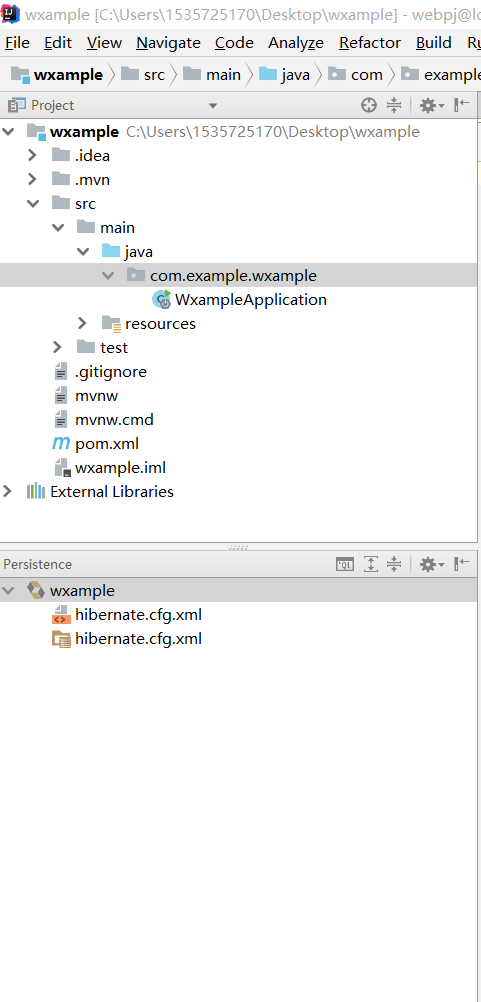 wxample [C:\Users\1535725170\Desktop\wxample] - webpj@lo
File Edit View Navigate Code Analyze Refactor Build Ru
wxample src main java com example
Project
wxample C:\Users\1535725170\Desktop\wxample
.idea
.mvn
src
main
java
com.example.wxample
WxampleApplication
resources
test
.gitignore
mvnw
mvnw.cmd
pom.xml
wxample.iml
External Libraries
Persistence
wxample
hibernate.cfg.xml
hibernate.cfg.xml